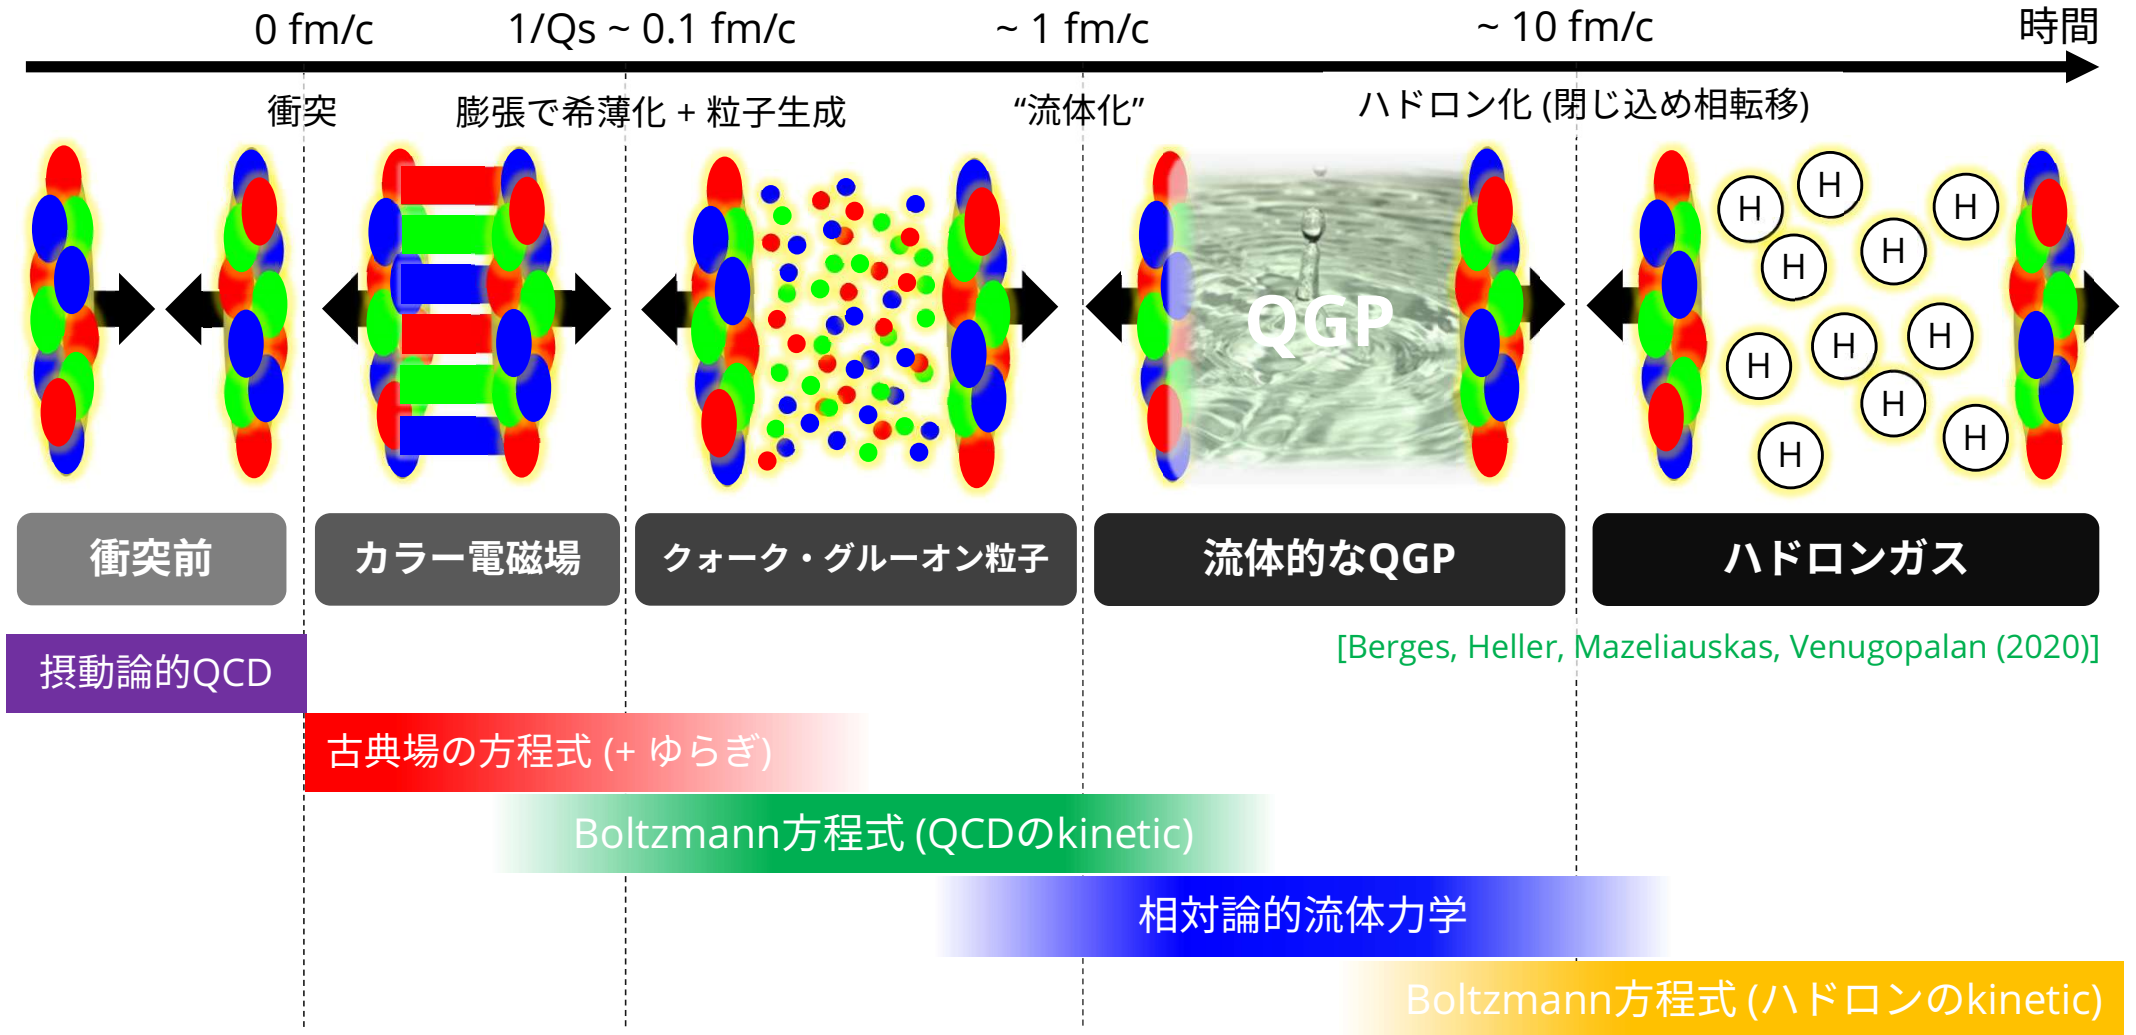 0 fm/c
1/Qs ~ 0.1 fm/c
~ 1 fm/c
~ 10 fm/c
時間
衝突
膨張で希薄化 + 粒子生成
“流体化”
ハドロン化 (閉じ込め相転移)
QGP
H
H
H
H
H
H
H
H
H
H
H
衝突前
カラー電磁場
クォーク・グルーオン粒子
流体的なQGP
ハドロンガス
[Berges, Heller, Mazeliauskas, Venugopalan (2020)]
摂動論的QCD
古典場の方程式 (+ ゆらぎ)
Boltzmann方程式 (QCDのkinetic)
相対論的流体力学
Boltzmann方程式 (ハドロンのkinetic)